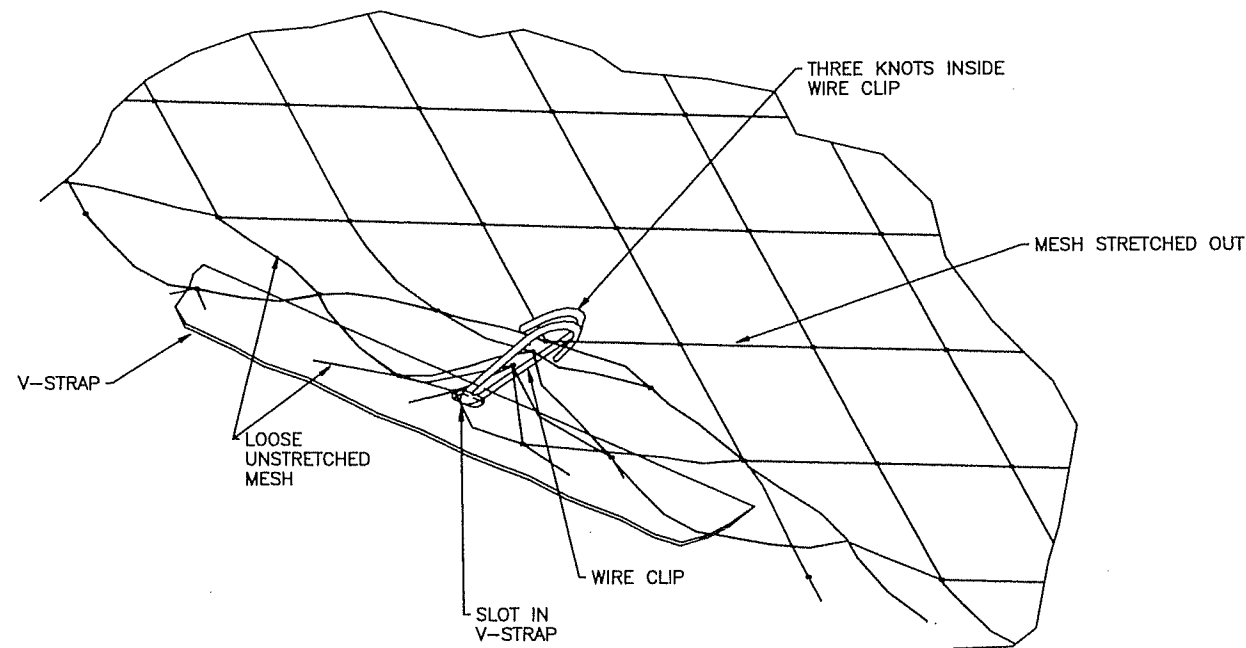 THREE KNOTS INSIDE
WIRE CLIP
MESH STRETCHED OUT
V-STRAP
LOOSE
UNSTRETCHED
MESH
WIRE CLIP
SLOT IN
V-STRAP